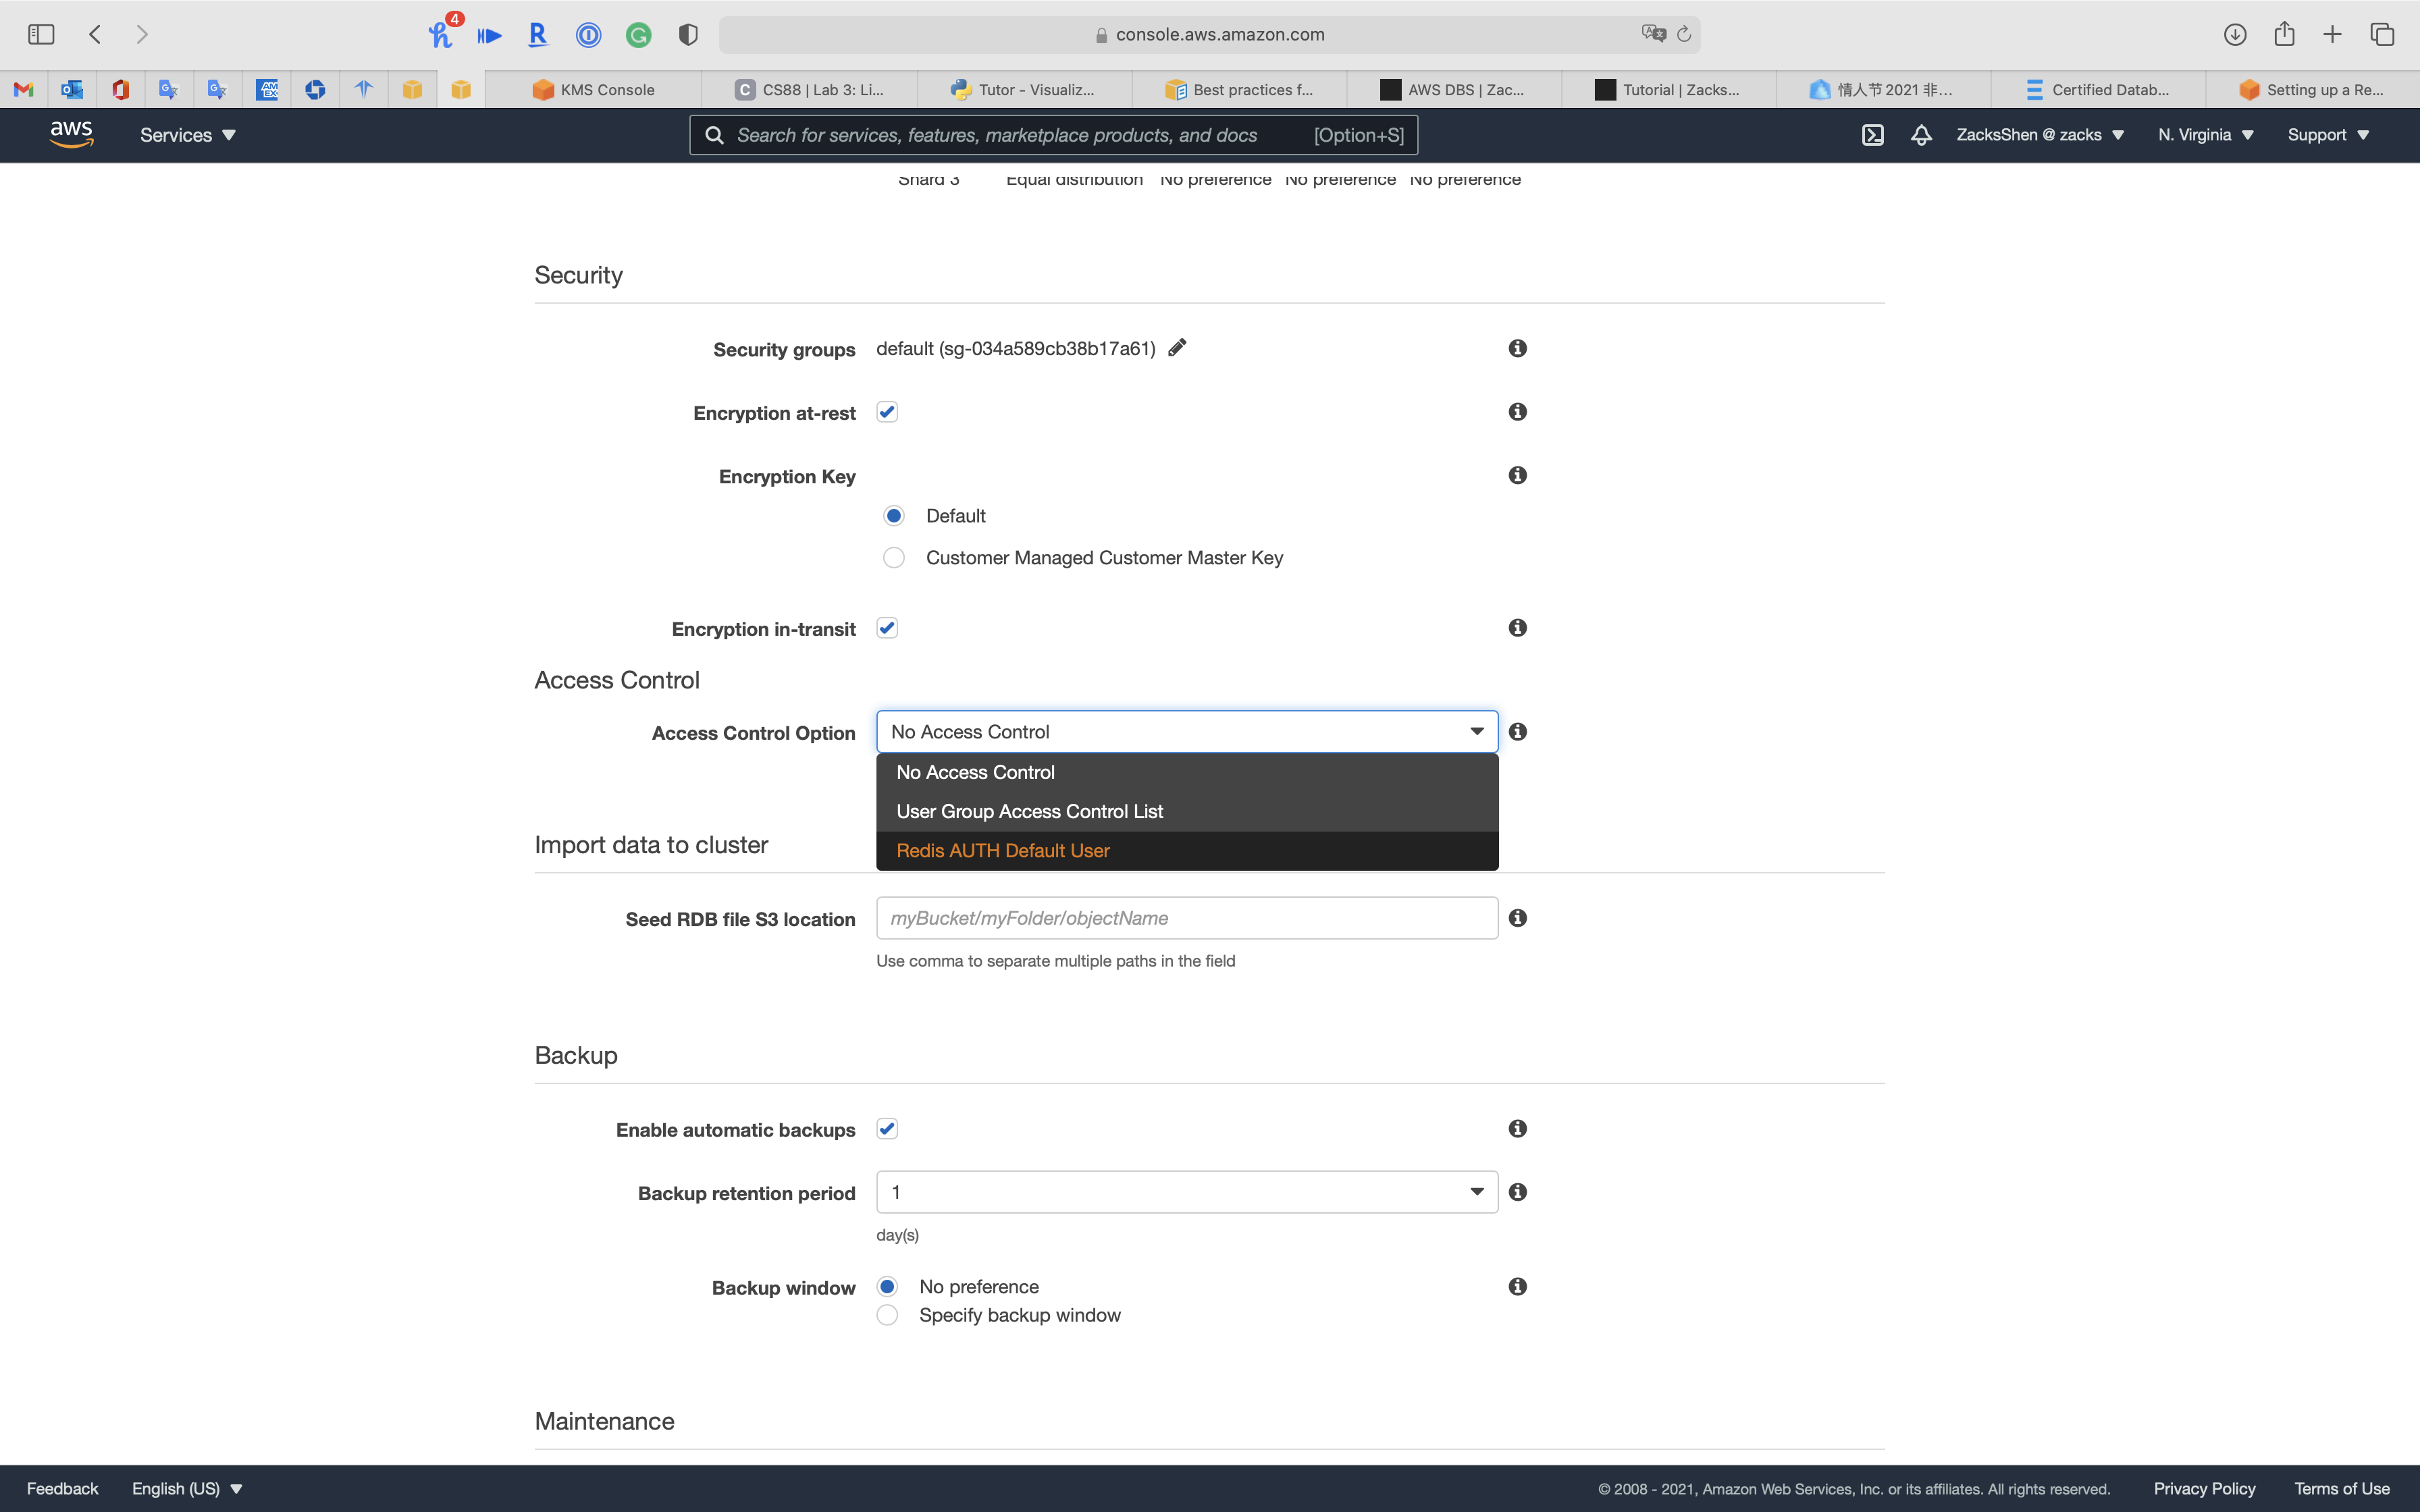 4
console.aws.amazon.com
KMS Console
CS88 | Lab 3: Li...
Tutor - Visualiz...
Best practices f...
AWS DBS | Zac...
Tutorial | Zacks...
情人节 2021 非...
Certified Datab...
Setting up a Re...
aws
Services
Search for services, features, marketplace products, and docs [Option+S]
ZacksShen @ zacks
N. Virginia
Support
Shard 3 Equal distribution No preference No preference No preference
Security
Security groups default (sg-034a589cb38b17a61)
Encryption at-rest
Encryption Key
Default
Customer Managed Customer Master Key
Encryption in-transit
Access Control
Access Control Option No Access Control
No Access Control
User Group Access Control List
Redis AUTH Default User
Import data to cluster
Seed RDB file S3 location myBucket/myFolder/objectName
Use comma to separate multiple paths in the field
Backup
Enable automatic backups
Backup retention period 1
day(s)
Backup window No preference
Specify backup window
Maintenance
Feedback English (US) © 2008 - 2021, Amazon Web Services, Inc. or its affiliates. All rights reserved. Privacy Policy Terms of Use